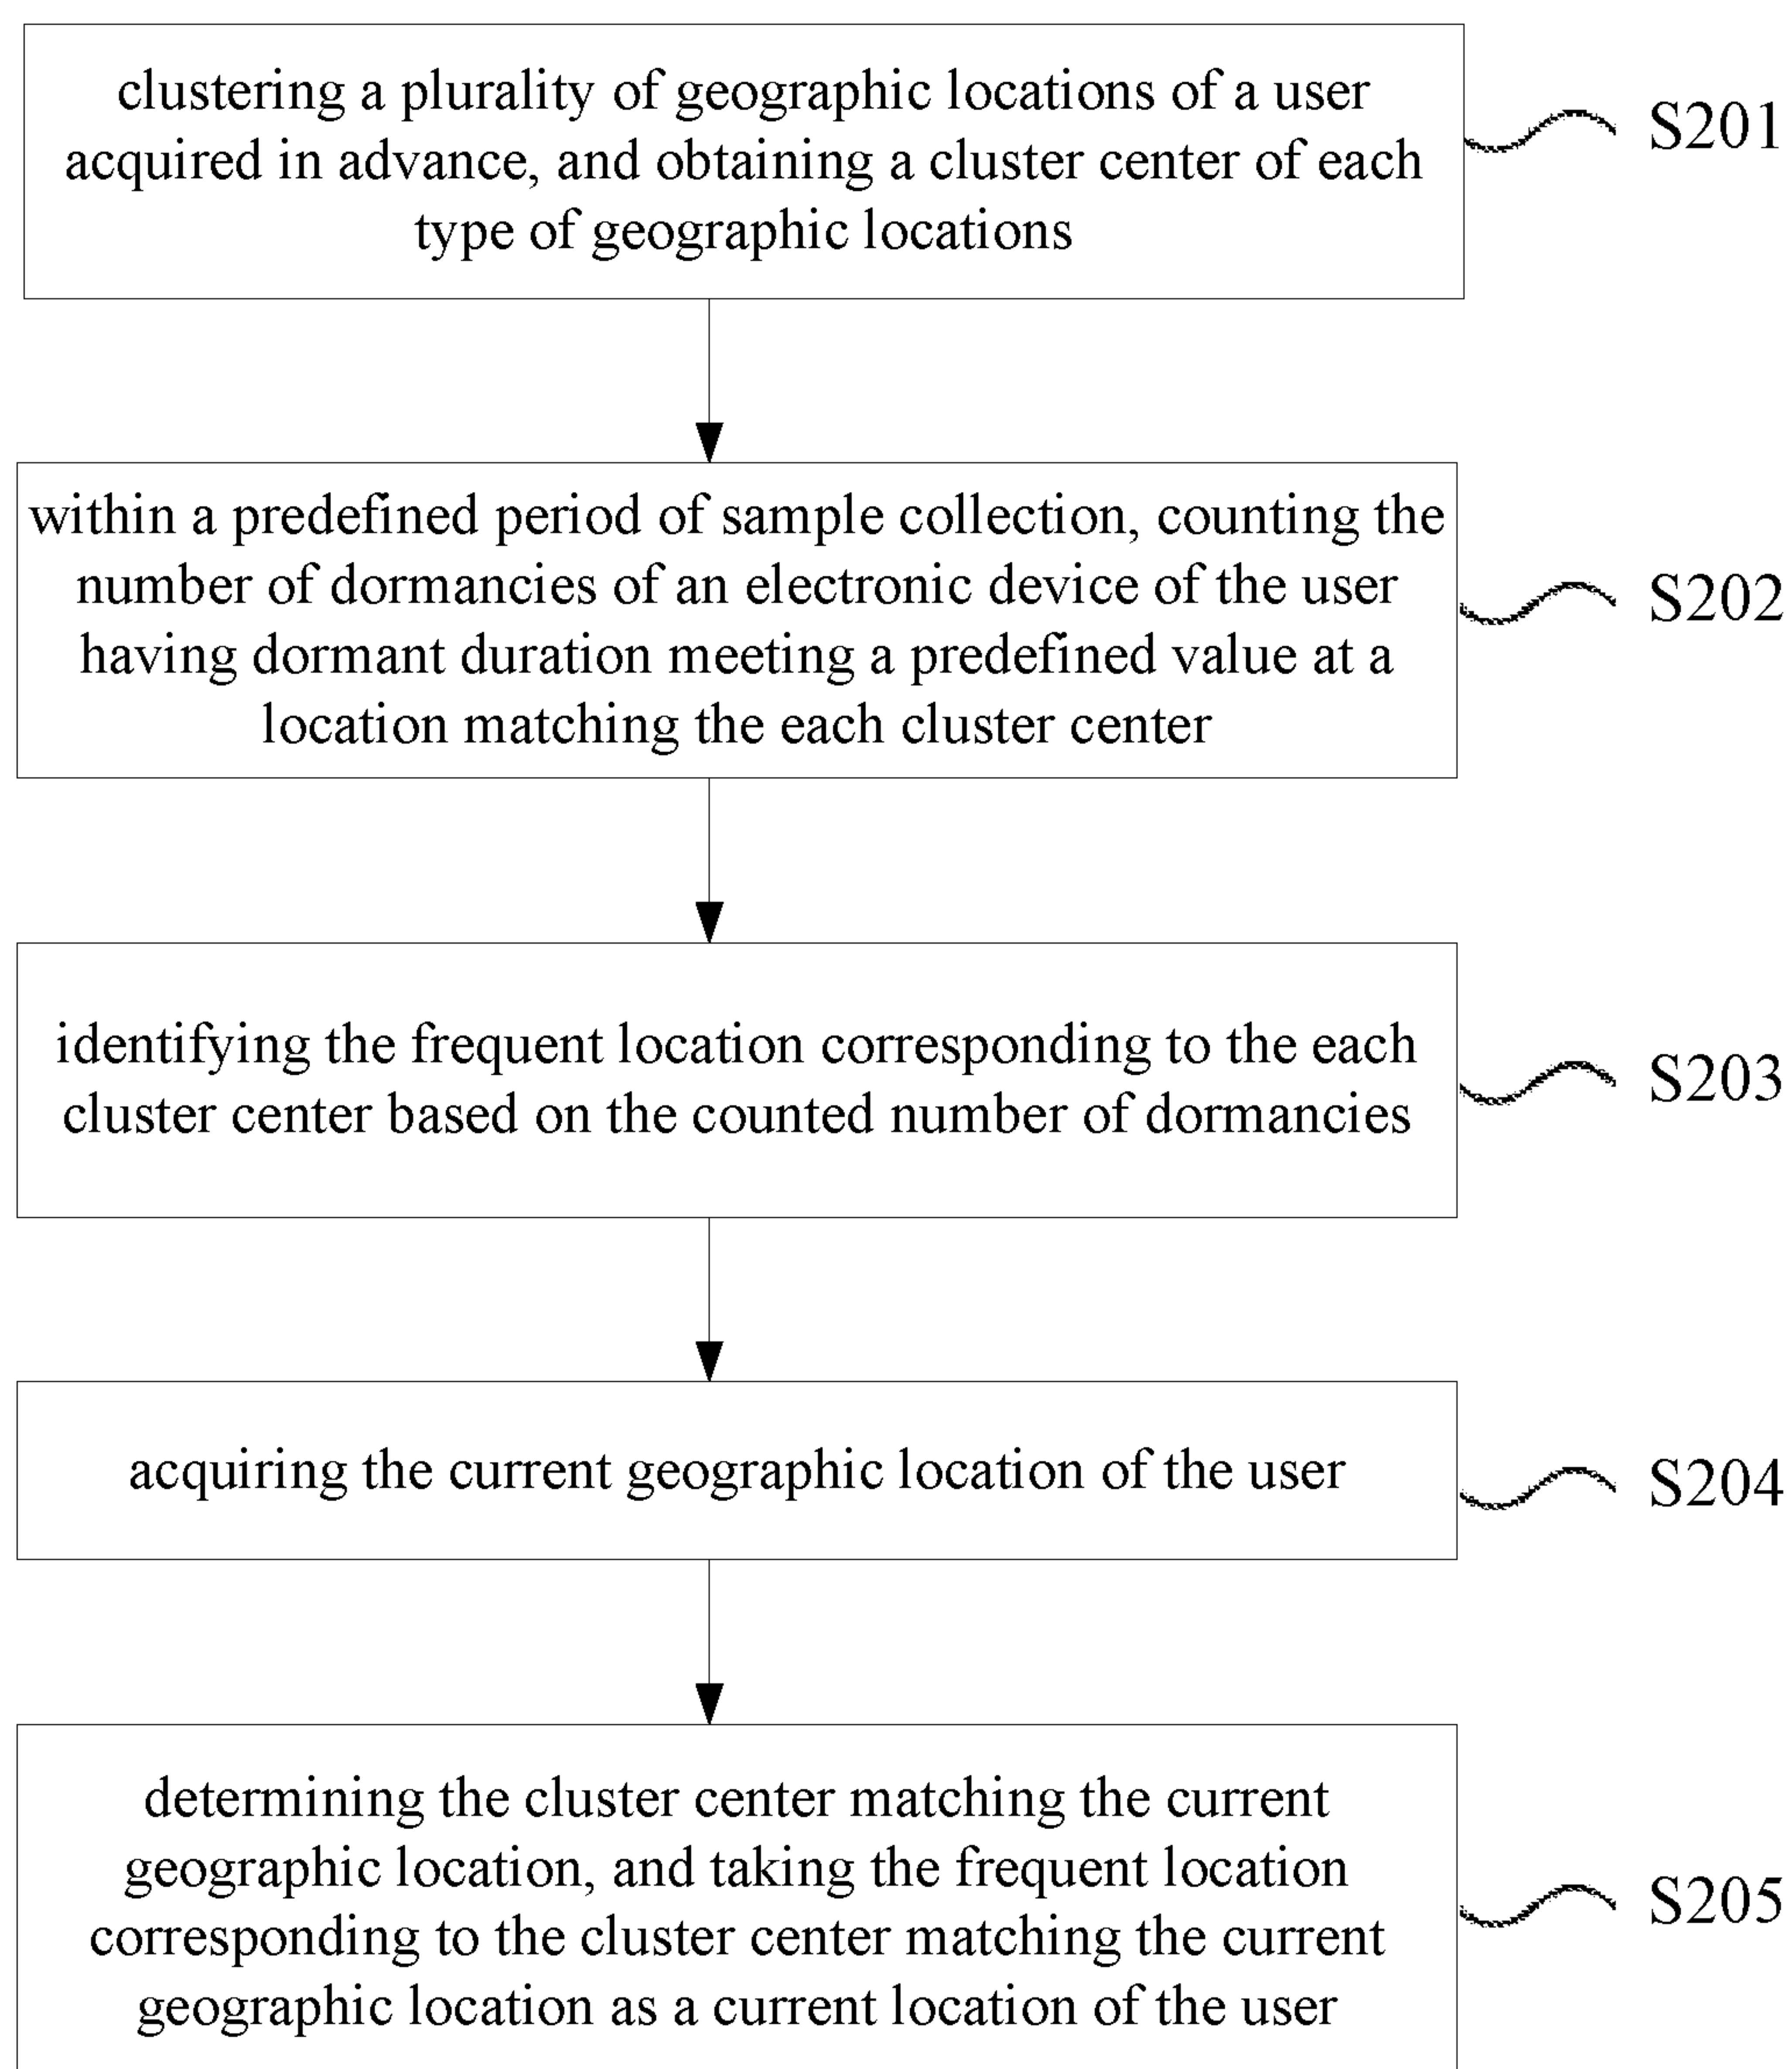 clustering a plurality of geographic locations of a user
acquired in advance, and obtaining a cluster center of each
type of geographic locations
S201
within a predefined period of sample collection, counting the
number of dormancies of an electronic device of the user
having dormant duration meeting a predefined value at a
location matching the each cluster center
S202
identifying the frequent location corresponding to the each
cluster center based on the counted number of dormancies
S203
acquiring the current geographic location of the user
S204
determining the cluster center matching the current
geographic location, and taking the frequent location
corresponding to the cluster center matching the current
geographic location as a current location of the user
S205